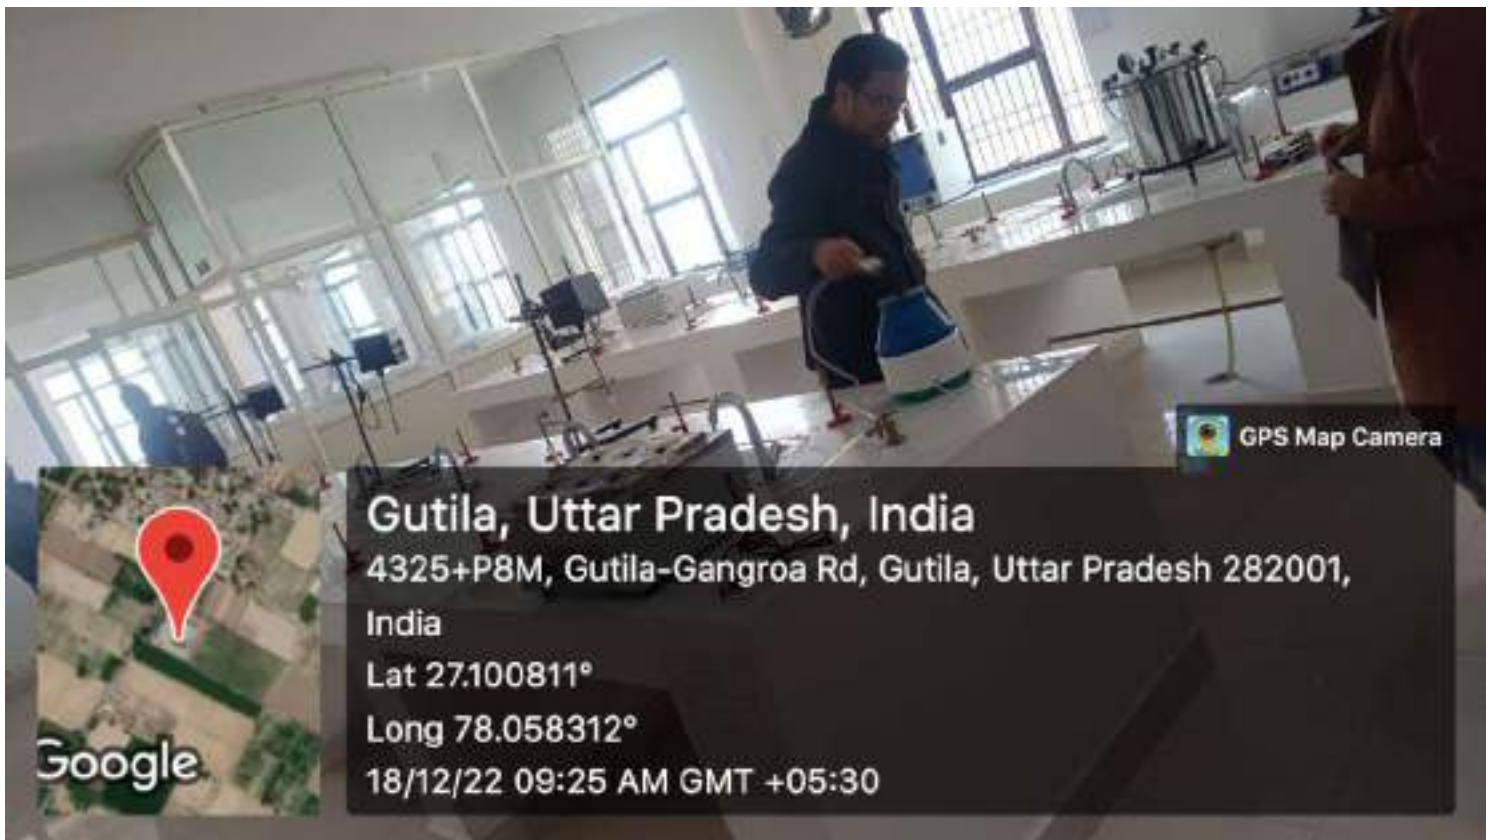 GPS Map Camera
Gutila, Uttar Pradesh, India
4325+P8M, Gutila-Gangroa Rd, Gutila, Uttar Pradesh 282001,
India
Lat 27.100811°
Long 78.058312°
18/12/22 09:25 AM GMT +05:30
Google